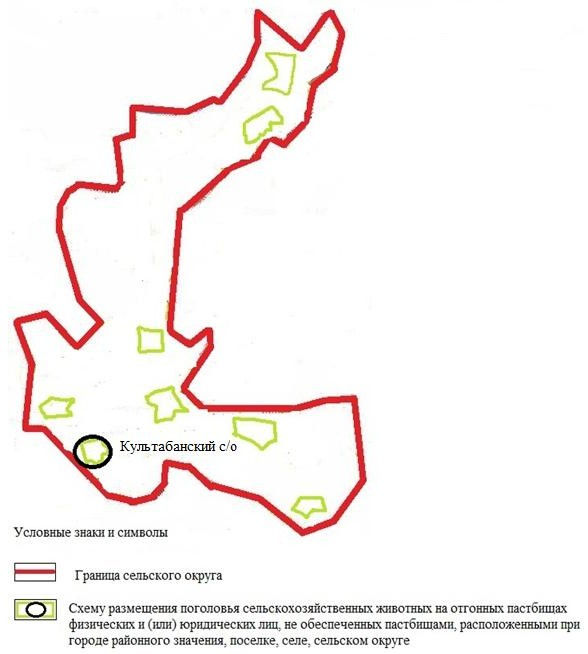 Культабанский с/о
Условные знаки и символы
Граница сельского округа
Схему размещения поголовья сельскохозяйственных животных на отгонных пастбищах
физических и (или) юридических лиц, не обеспеченных пастбищами, расположенными при
городе районного значения, поселке, селе, сельском округе